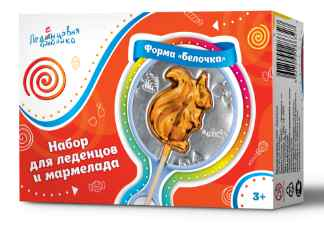 Леденцовая
фабрика
Форма «Белочка»
Набор
для леденцов
и мармелада
3+